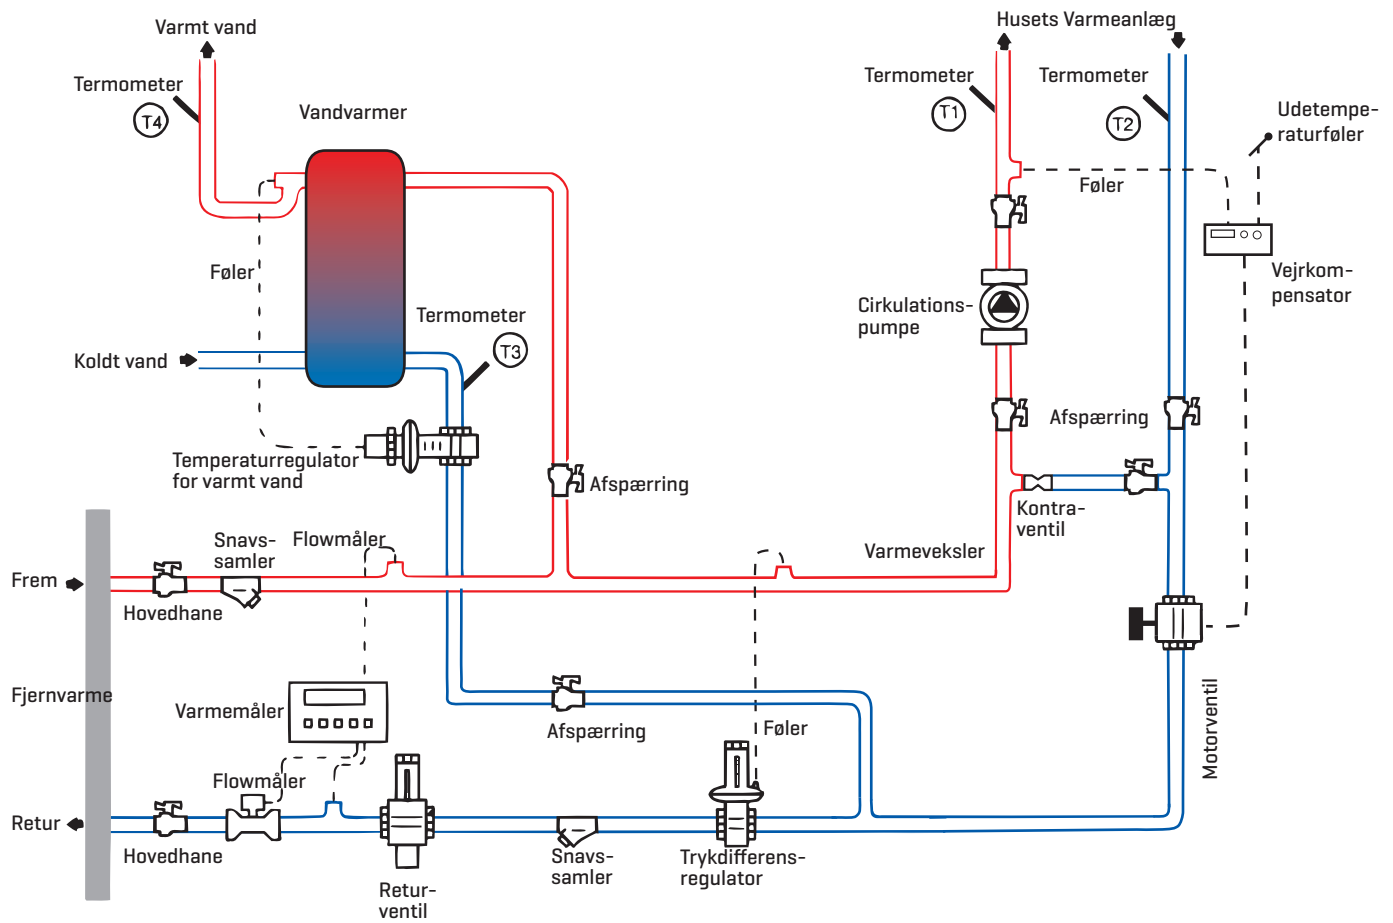 Varmt vand
Husets Varmeanlæg
Termometer
T4
Vandvarmer
Termometer
T1
Termometer
T2
Udetempe-
raturføler
Føler
Føler
Vejrkom-
pensator
Cirkulations-
pumpe
Termometer
T3
Koldt vand
Afspærring
Temperaturregulator
for varmt vand
Afspærring
Kontra-
ventil
Snavs-
samler
Flowmåler
Varmeveksler
Frem
Hovedhane
Fjernvarme
Varmemåler
Afspærring
Føler
Motorventil
Flowmåler
Retur
Hovedhane
Snavs-
samler
Trykdifferens-
regulator
Retur-
ventil